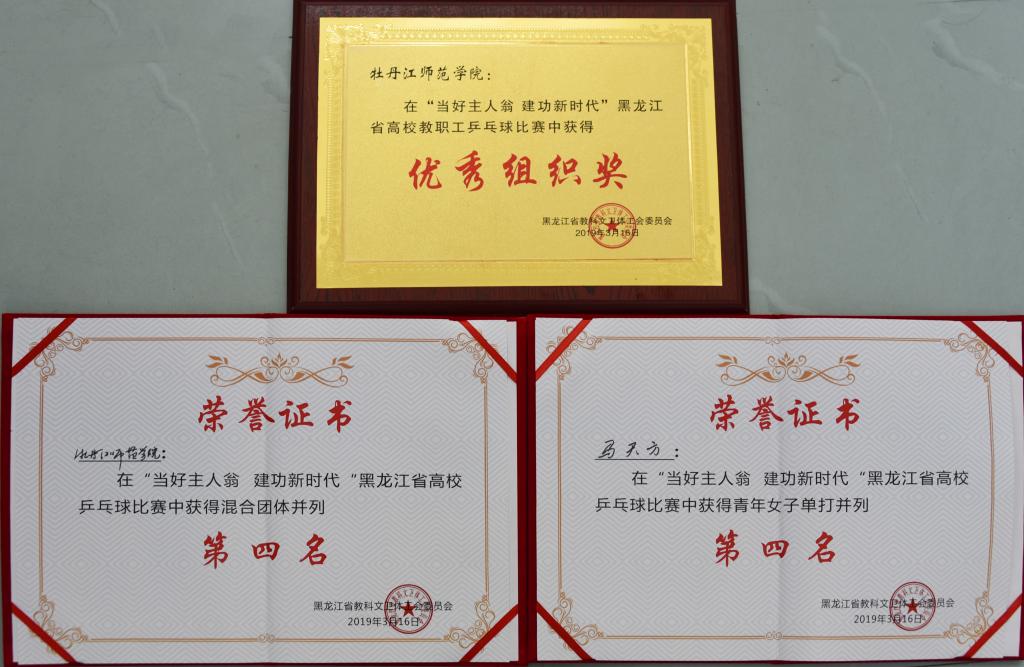 牡丹江师范学院：
在“当好主人翁 建功新时代”黑龙江
省高校教职工乒乓球比赛中获得
优秀组织奖
黑龙江省教科文卫体工会委员会
2019年3月16日
荣誉证书
牡丹江师范学院：
在“当好主人翁 建功新时代“黑龙江省高校
乒乓球比赛中获得混合团体并列
第四名
黑龙江省教科文卫体工会委员会
2019年3月16日
荣誉证书
马天方：
在“当好主人翁 建功新时代“黑龙江省高校
乒乓球比赛中获得青年女子单打并列
第四名
黑龙江省教科文卫体工会委员会
2019年3月16日